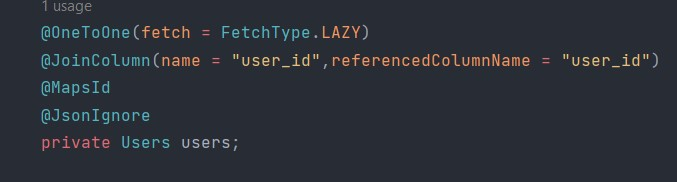 1 usage
@OneToOne(fetch = FetchType.LAZY)
@JoinColumn(name = "user_id",referencedColumnName = "user_id")
@MapsId
@JsonIgnore
private Users users;